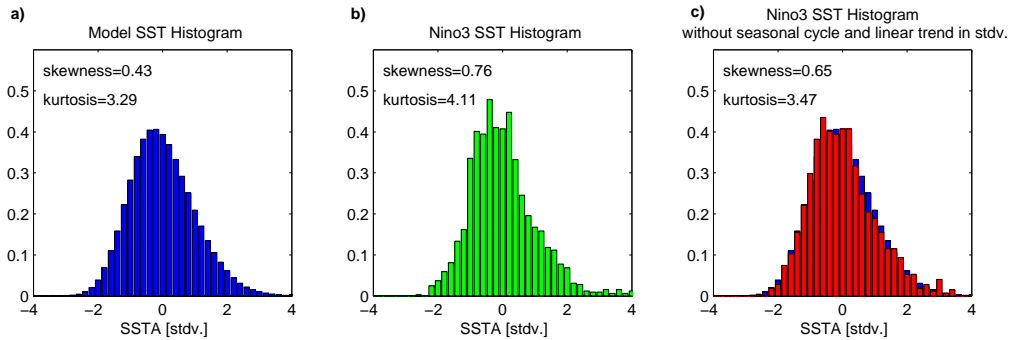 a)
Model SST Histogram
skewness=0.43
kurtosis=3.29
0.5
0.4
0.3
0.2
0.1
0
−4
−2
0
2
4
SSTA [stdv.]
b)
Nino3 SST Histogram
skewness=0.76
kurtosis=4.11
0.5
0.4
0.3
0.2
0.1
0
−4
−2
0
2
4
SSTA [stdv.]
c)
Nino3 SST Histogram
without seasonal cycle and linear trend in stdv.
skewness=0.65
kurtosis=3.47
0.5
0.4
0.3
0.2
0.1
0
−4
−2
0
2
4
SSTA [stdv.]